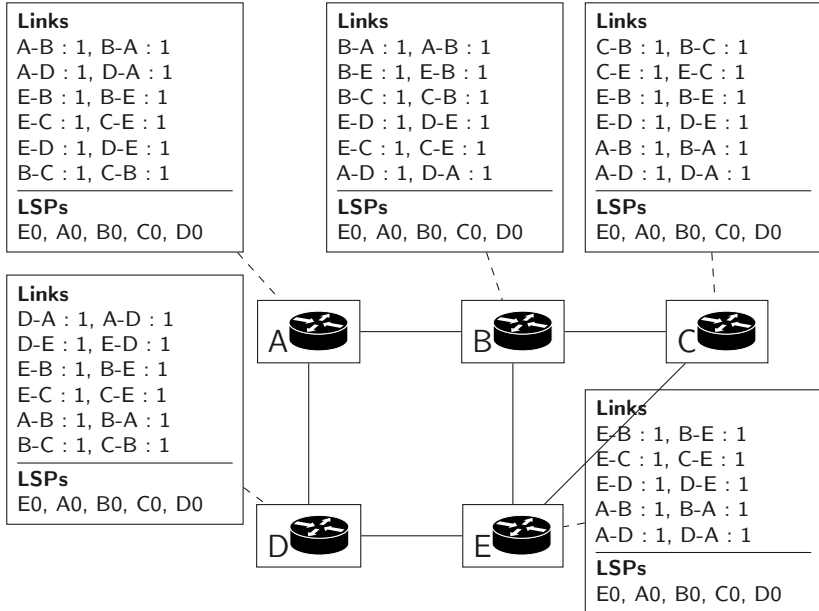 Links
A-B : 1, B-A : 1
A-D : 1, D-A : 1
E-B : 1, B-E : 1
E-C : 1, C-E : 1
E-D : 1, D-E : 1
B-C : 1, C-B : 1
LSPs
E0, A0, B0, C0, D0
Links
B-A : 1, A-B : 1
B-E : 1, E-B : 1
B-C : 1, C-B : 1
E-D : 1, D-E : 1
E-C : 1, C-E : 1
A-D : 1, D-A : 1
LSPs
E0, A0, B0, C0, D0
Links
C-B : 1, B-C : 1
C-E : 1, E-C : 1
E-B : 1, B-E : 1
E-D : 1, D-E : 1
A-B : 1, B-A : 1
A-D : 1, D-A : 1
LSPs
E0, A0, B0, C0, D0
Links
D-A : 1, A-D : 1
D-E : 1, E-D : 1
E-B : 1, B-E : 1
E-C : 1, C-E : 1
A-B : 1, B-A : 1
B-C : 1, C-B : 1
LSPs
E0, A0, B0, C0, D0
A
B
C
Links
E-B : 1, B-E : 1
E-C : 1, C-E : 1
E-D : 1, D-E : 1
A-B : 1, B-A : 1
A-D : 1, D-A : 1
LSPs
E0, A0, B0, C0, D0
D
E